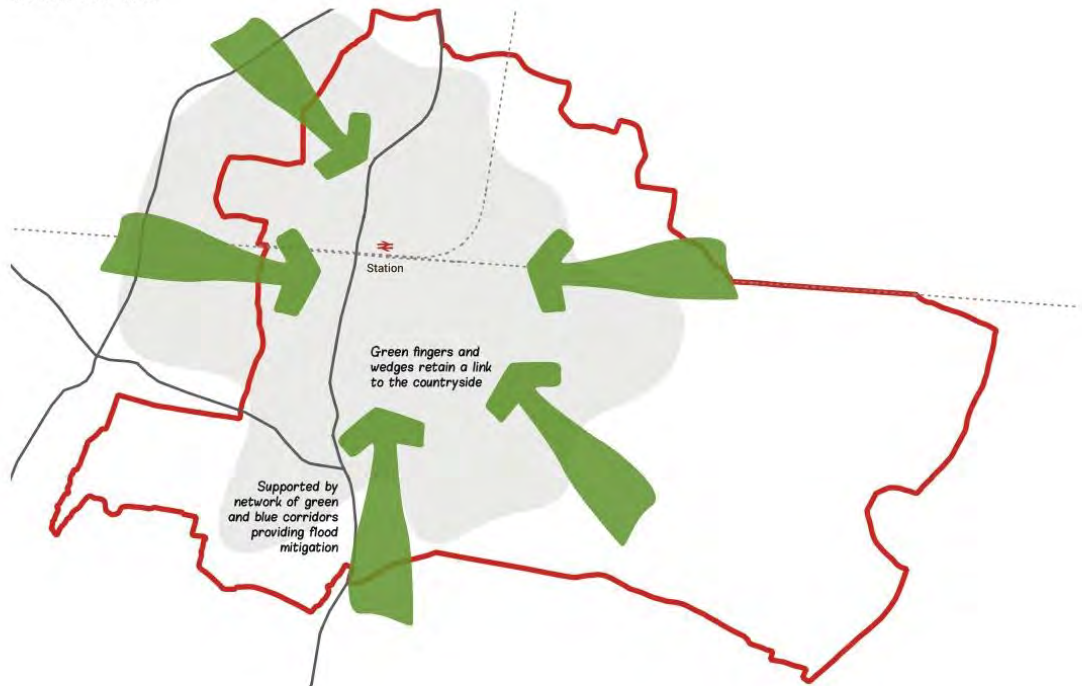 Station
Green fingers and
wedges retain a link
to the countryside
Supported by
network of green
and blue corridors
providing flood
mitigation